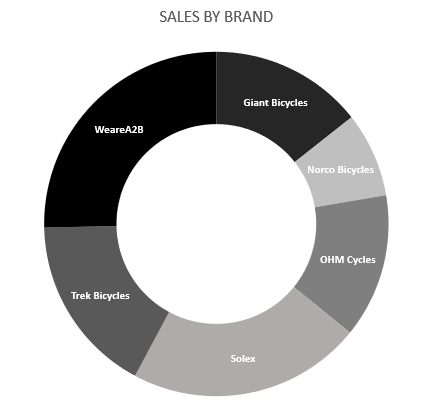 SALES BY BRAND
Giant Bicycles
WeareA2B
Norco Bicycles
OHM Cycles
Trek Bicycles
Solex